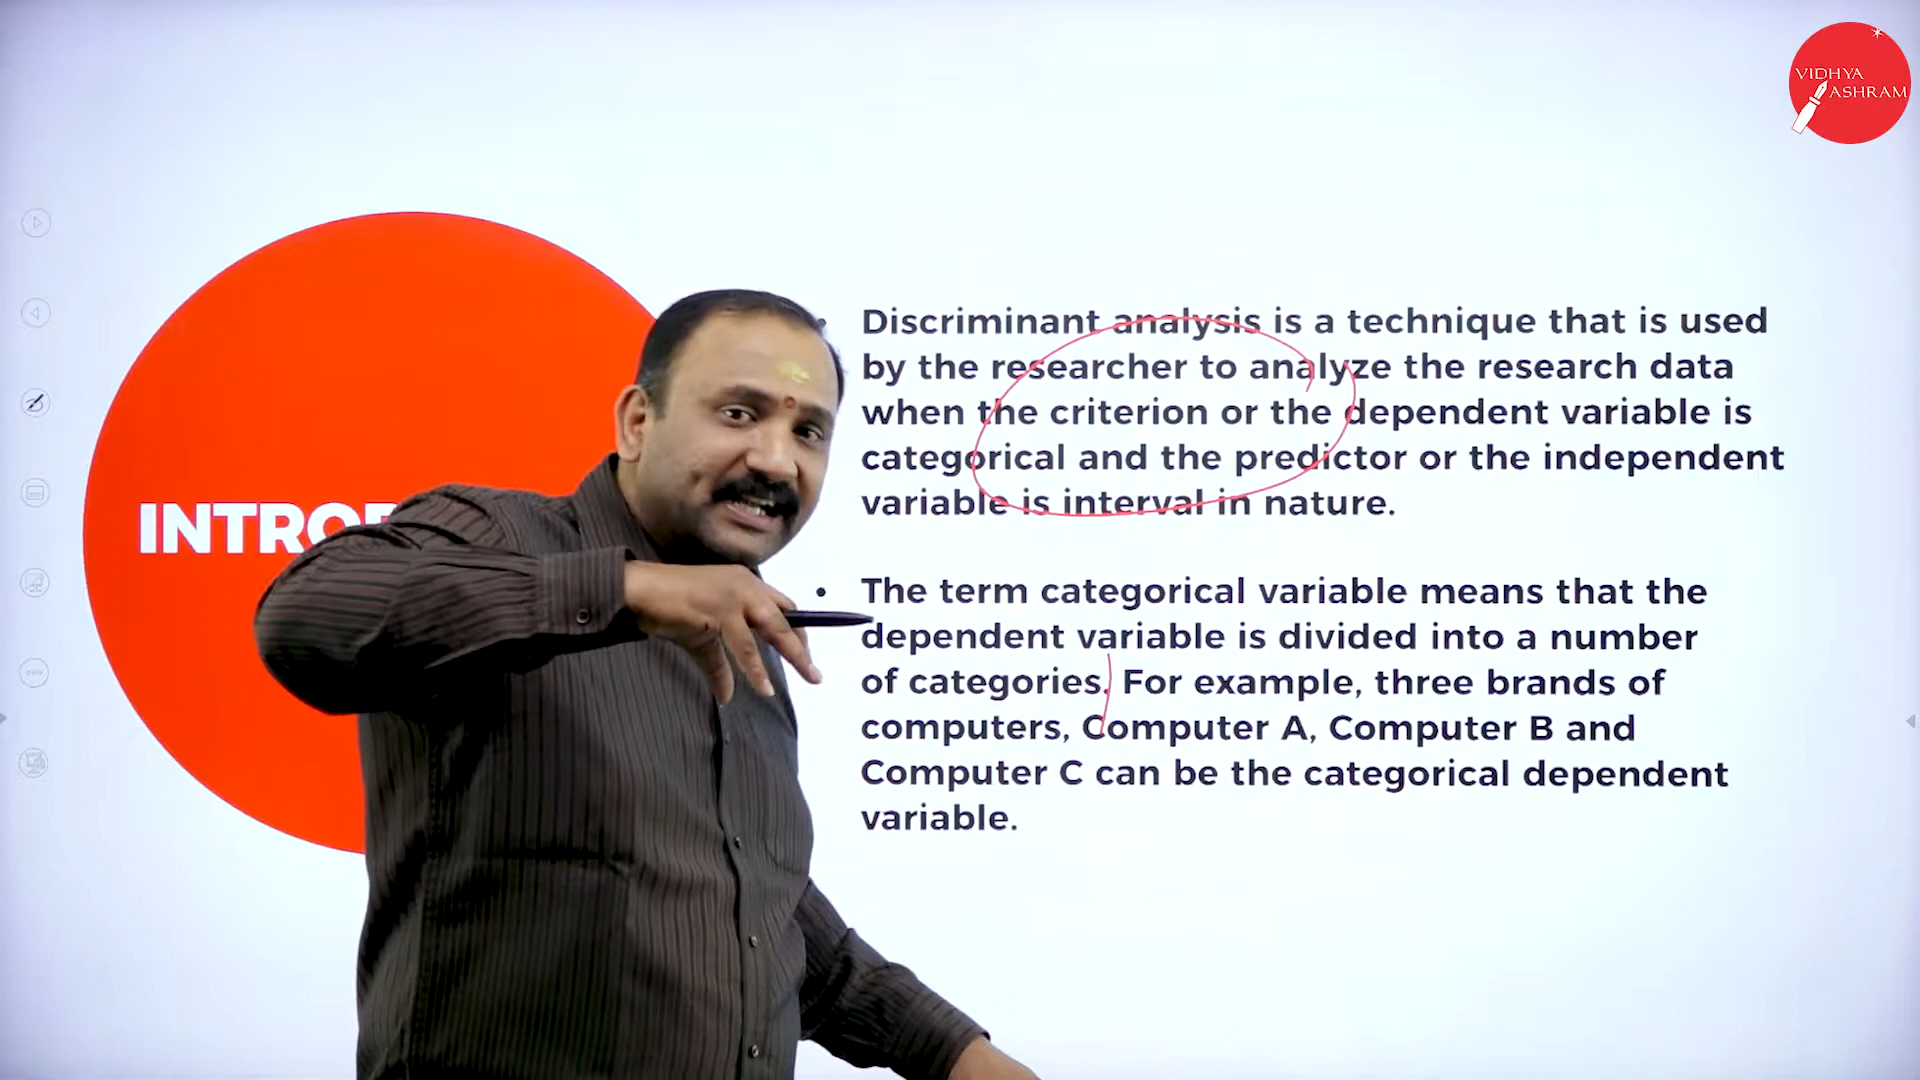 VIDHYA
ASHRAM
Discriminant analysis is a technique that is used
by the researcher to analyze the research data
when the criterion or the dependent variable is
categorical and the predictor or the independent
variable is interval in nature.
• The term categorical variable means that the
dependent variable is divided into a number
of categories. For example, three brands of
computers, Computer A, Computer B and
Computer C can be the categorical dependent
variable.